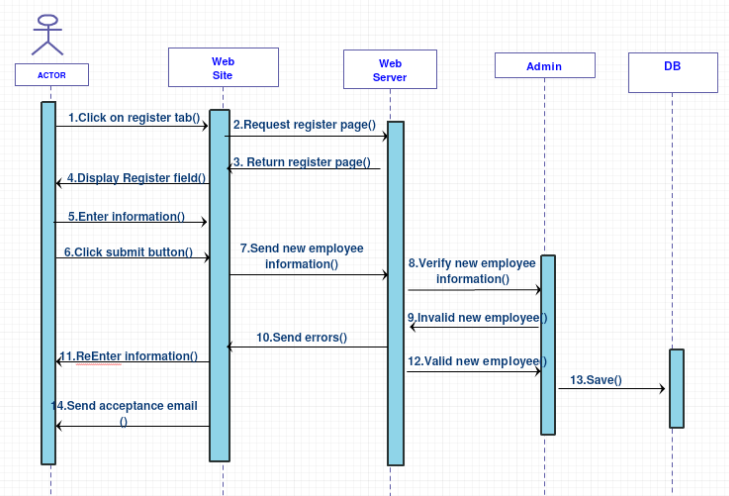 ACTOR
Web
Site
Web
Server
Admin
DB
1.Click on register tab()
2.Request register page()
3. Return register page()
4.Display Register field()
5.Enter information()
6.Click submit button()
7.Send new employee
information()
8.Verify new employee
information()
9.Invalid new employee()
10.Send errors()
11.ReEnter information()
12.Valid new employee()
13.Save()
14.Send acceptance email
()